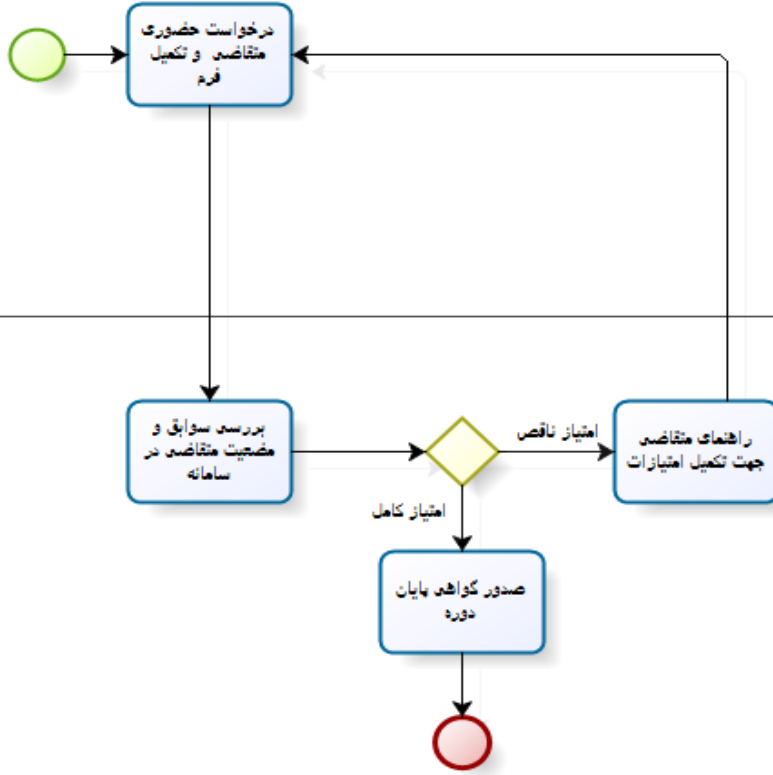 درخواست حضوری
متقاضی و تکمیل
فرم
بررسی سوابق و
مضعیت متقاضی در
سامانه
امتیاز ناقص
راهنمای متقاضی
جهت تکمیل امتیازات
امتیاز کامل
صدور گواهی پایان
دوره